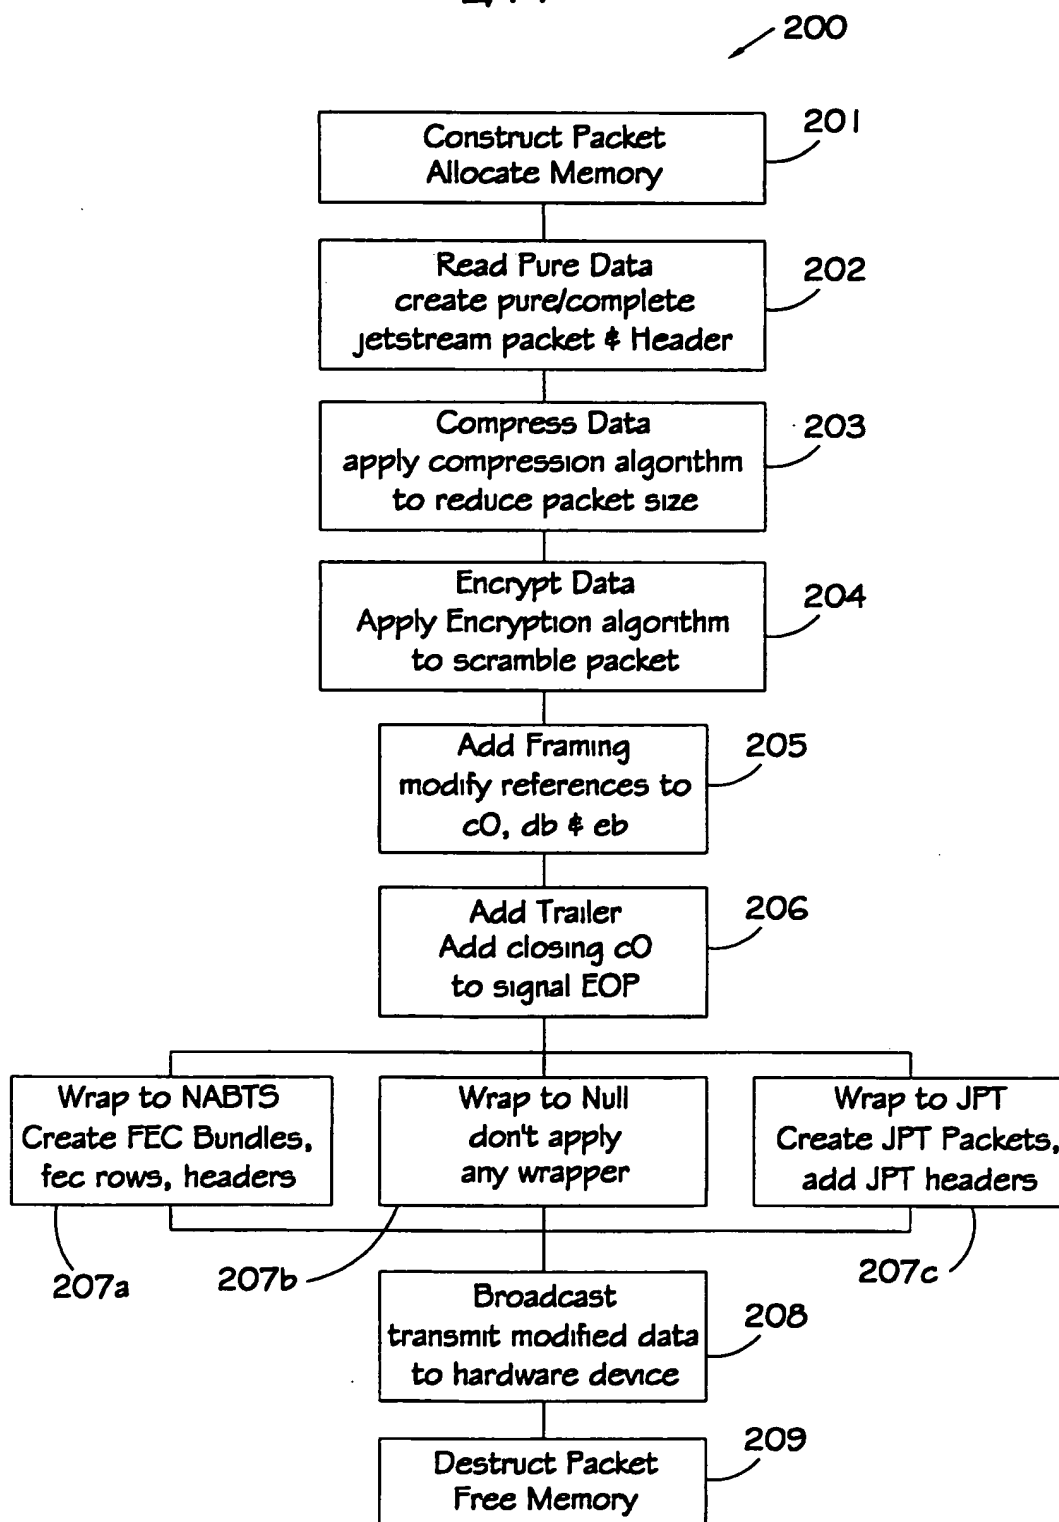 200
Construct Packet
Allocate Memory
201
Read Pure Data
create pure/complete
jetstream packet & Header
202
Compress Data
apply compression algorithm
to reduce packet size
203
Encrypt Data
Apply Encryption algorithm
to scramble packet
204
Add Framing
modify references to
c0, db & eb
205
Add Trailer
Add closing c0
to signal EOP
206
Wrap to NABTS
Create FEC Bundles,
fec rows, headers
207a
Wrap to Null
don't apply
any wrapper
207b
Wrap to JPT
Create JPT Packets,
add JPT headers
207c
Broadcast
transmit modified data
to hardware device
208
Destruct Packet
Free Memory
209